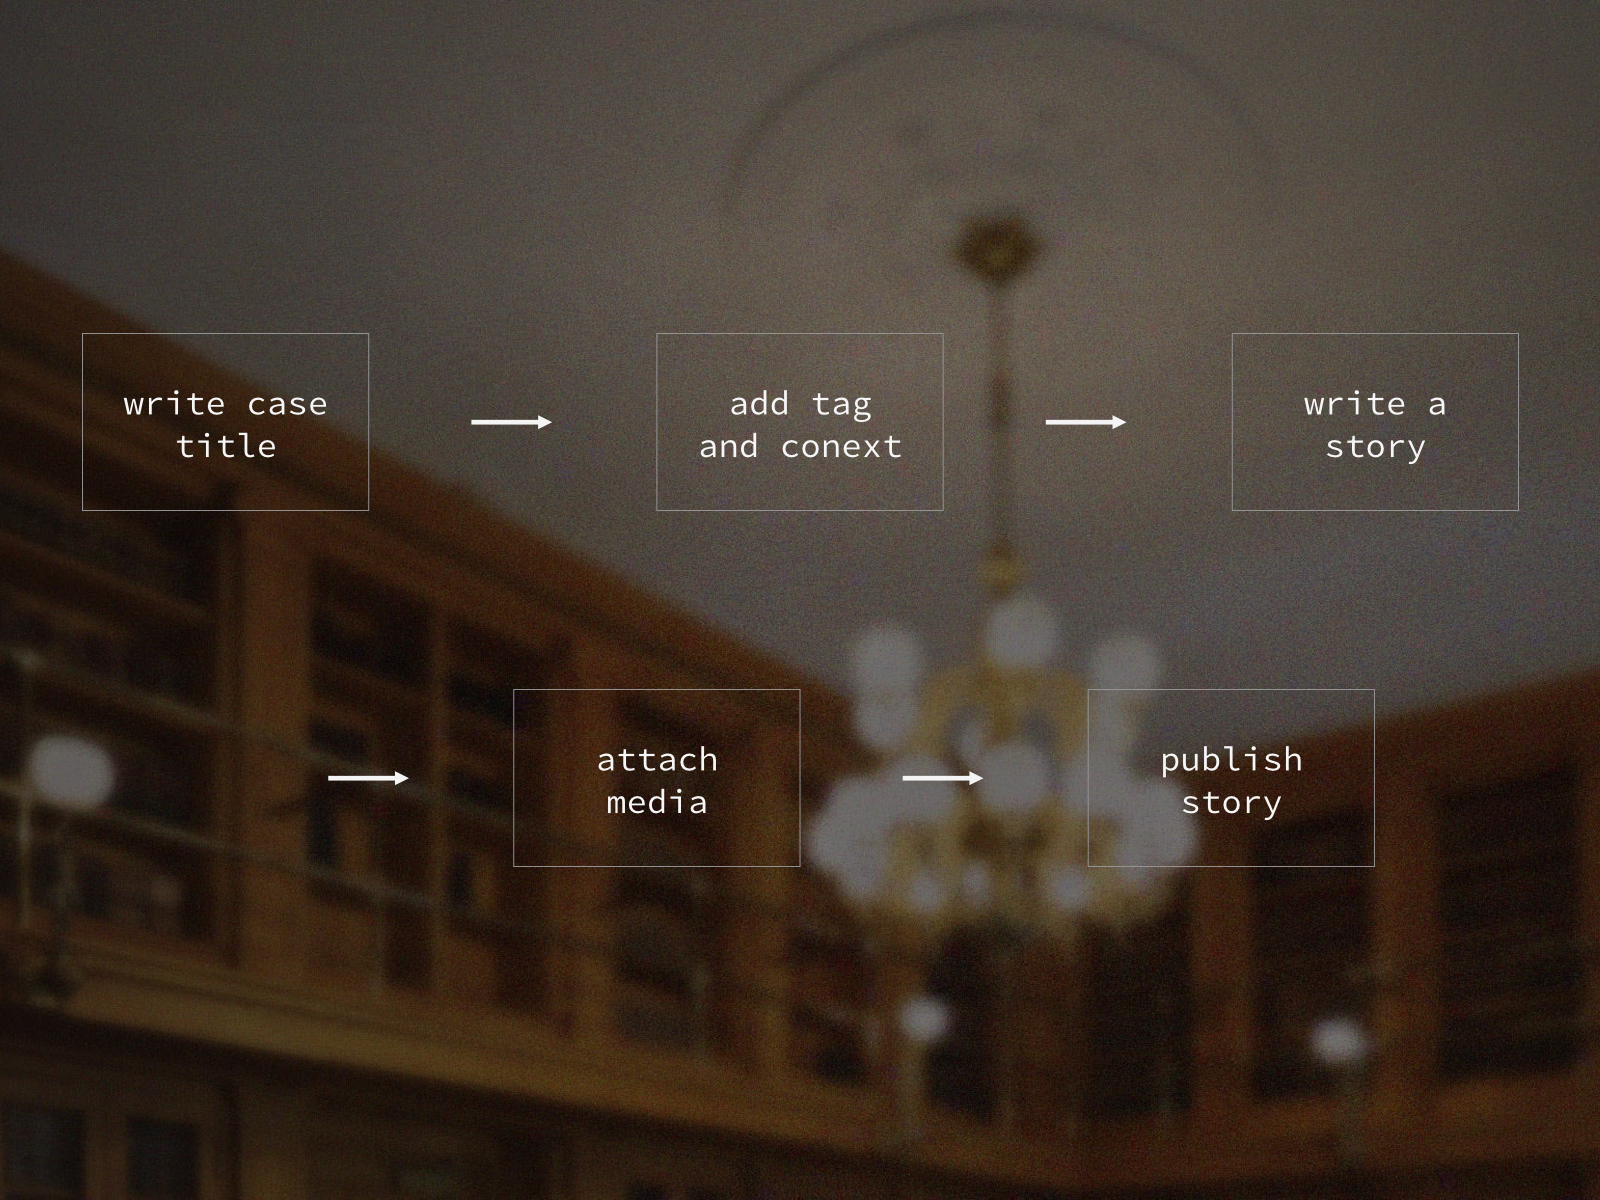 write case
title
add tag
and conext
write a
story
attach
media
publish
story